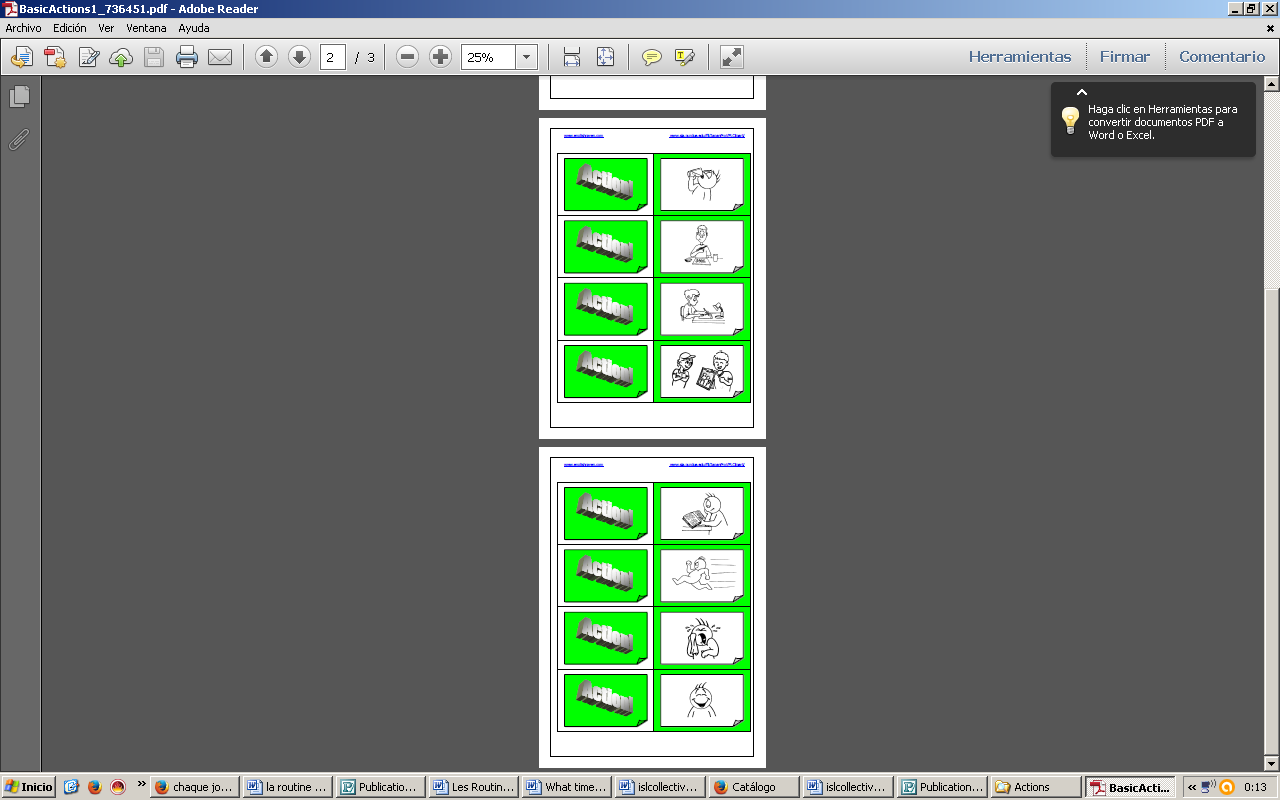 BasicActions1_736451.pdf - Adobe Reader
Archivo Edición Ver Ventana Ayuda
2 / 3 25% Herramientas Firmar Comentario
Haga clic en Herramientas para
convertir documentos PDF a
Word o Excel.
Action!
Action!
Action!
Action!
Action!
Action!
Action!
Action!
Inicio » chaque jo... la routine ... Publicatio... Les Routin... What time... islcollectiv... Catálogo islcollectiv... Publication... Actions BasicActi... « 0:13